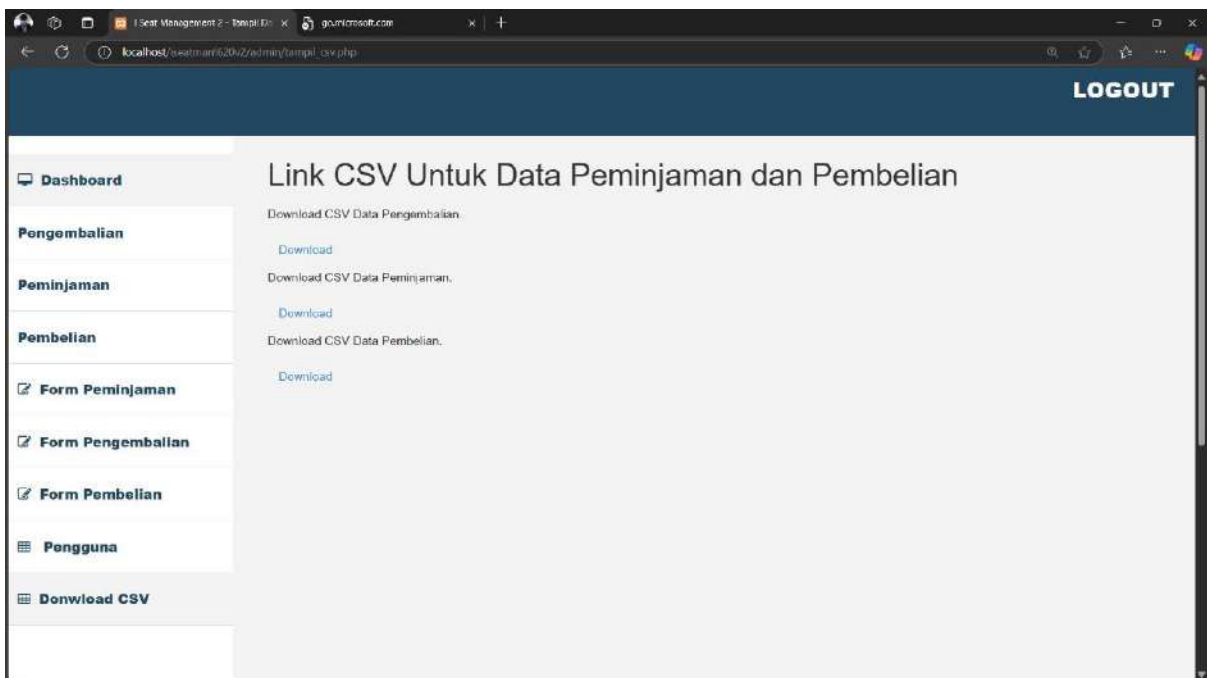 I Seat Management 2 - Tampil Da
go.microsoft.com
localhost/seatman%620v2/admin/tampil_csv.php
LOGOUT
Dashboard
Pengembalian
Peminjaman
Pembelian
Form Peminjaman
Form Pengembalian
Form Pembelian
Pengguna
Donwload CSV
Link CSV Untuk Data Peminjaman dan Pembelian
Download CSV Data Pengembalian.
Download
Download CSV Data Peminjaman.
Download
Download CSV Data Pembelian.
Download